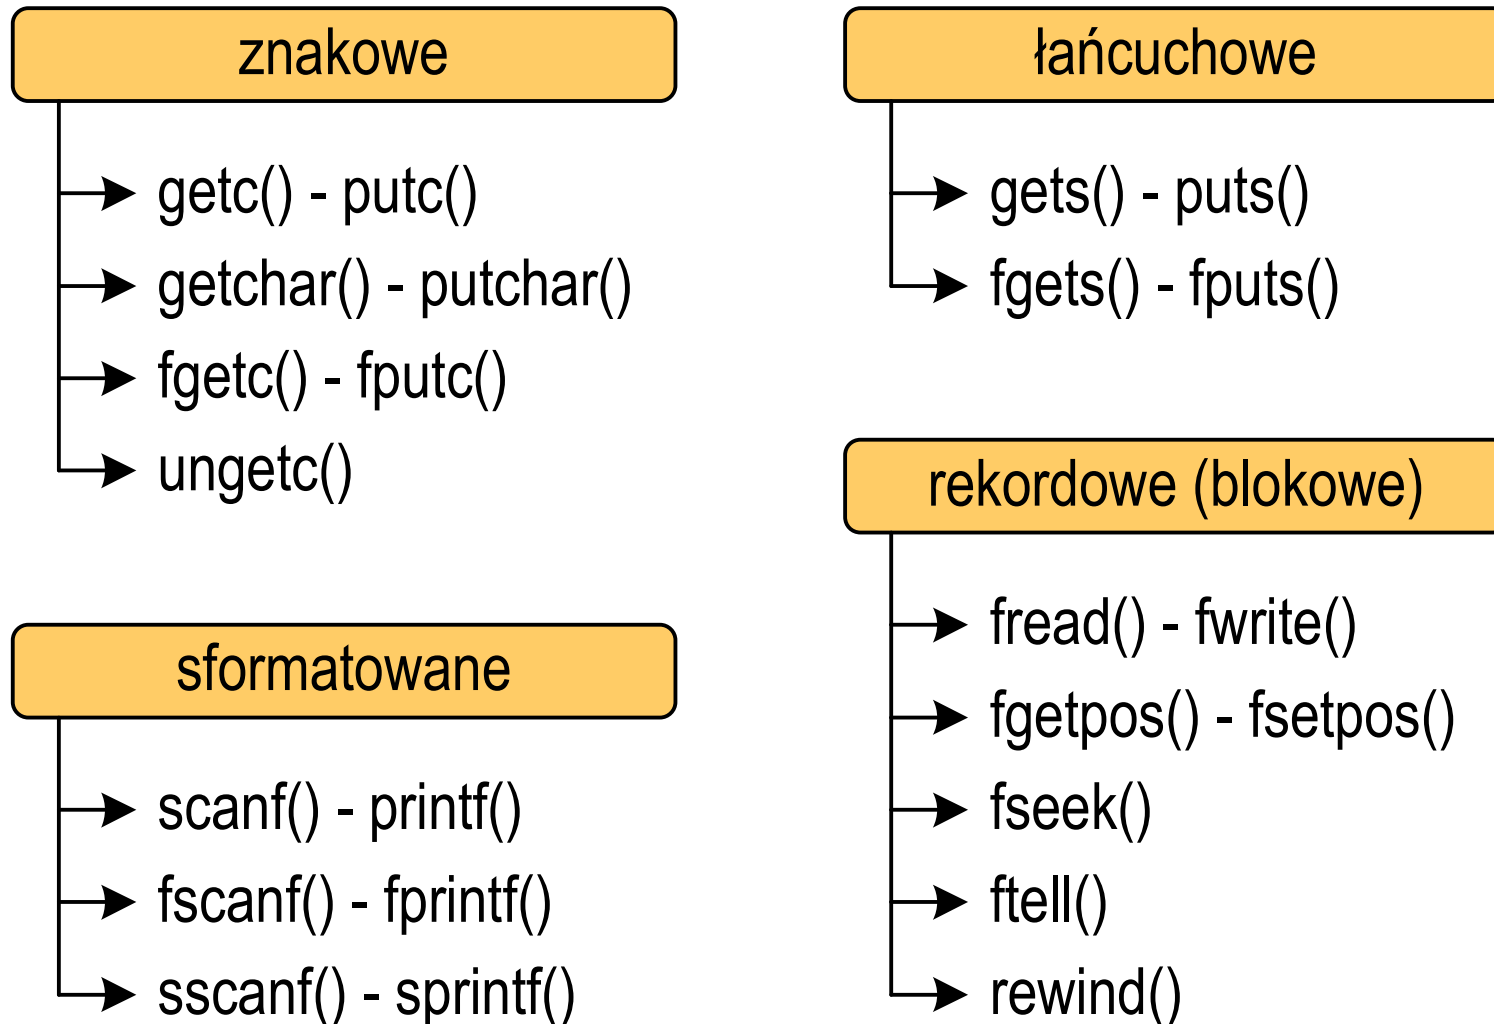 znakowe
getc() - putc()
getchar() - putchar()
fgetc() - fputc()
ungetc()
sformatowane
scanf() - printf()
fscanf() - fprintf()
sscanf() - sprintf()
łańcuchowe
gets() - puts()
fgets() - fputs()
rekordowe (blokowe)
fread() - fwrite()
fgetpos() - fsetpos()
fseek()
ftell()
rewind()